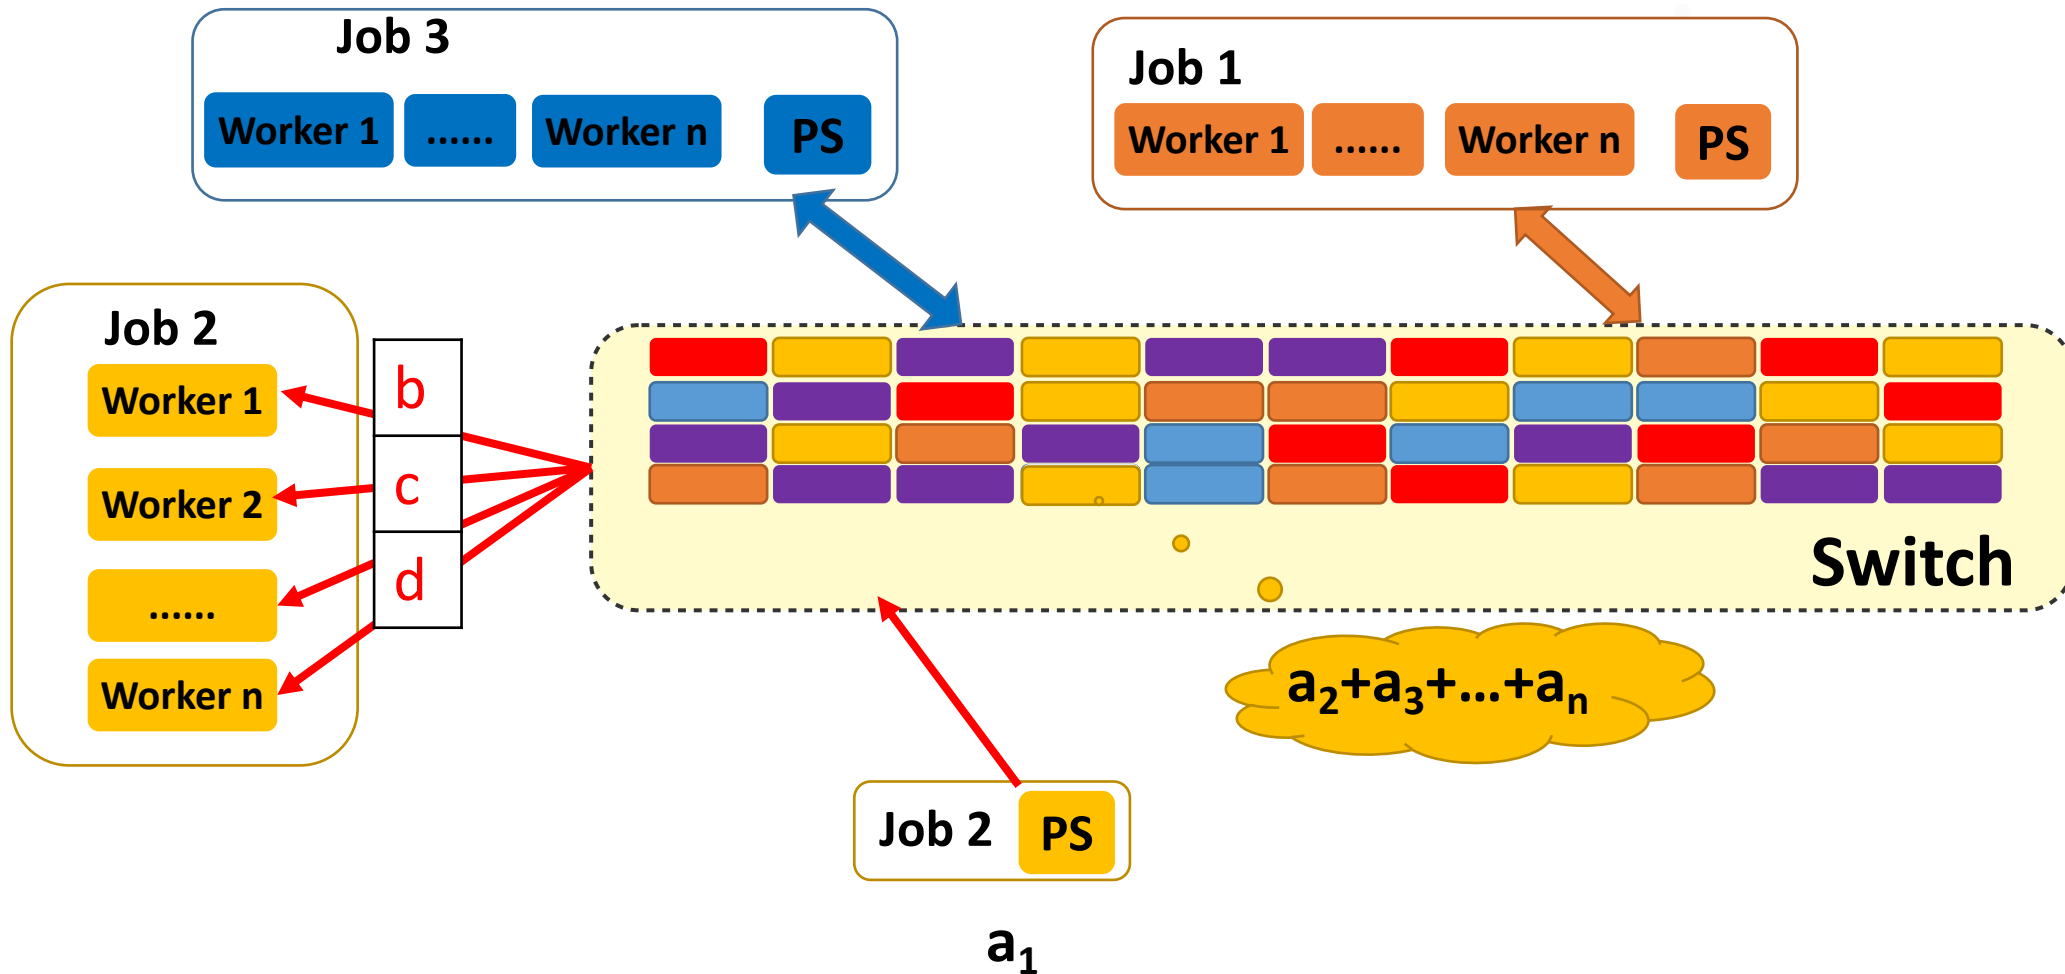 Job 3
Worker 1 ...... Worker n PS
Job 1
Worker 1 ...... Worker n PS
Job 2
Worker 1
Worker 2
......
Worker n
b
c
d
Switch
a₂+a₃+...+aₙ
Job 2 PS
a₁